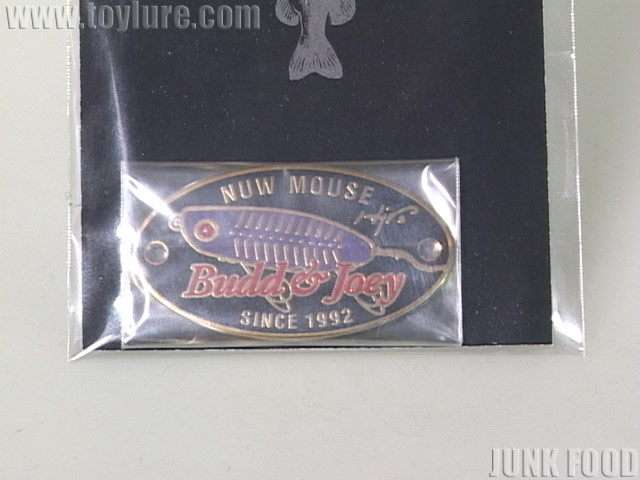 www.toylure.com
NUW MOUSE
Budd & Joey
SINCE 1992
JUNK FOOD